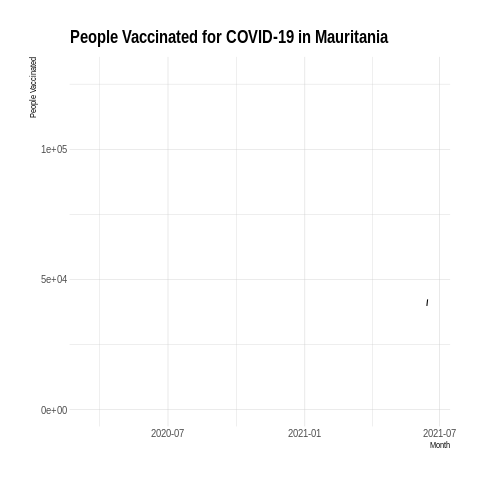 People Vaccinated for COVID-19 in Mauritania
People Vaccinated
1e+05
5e+04
0e+00
2020-07
2021-01
2021-07
Month